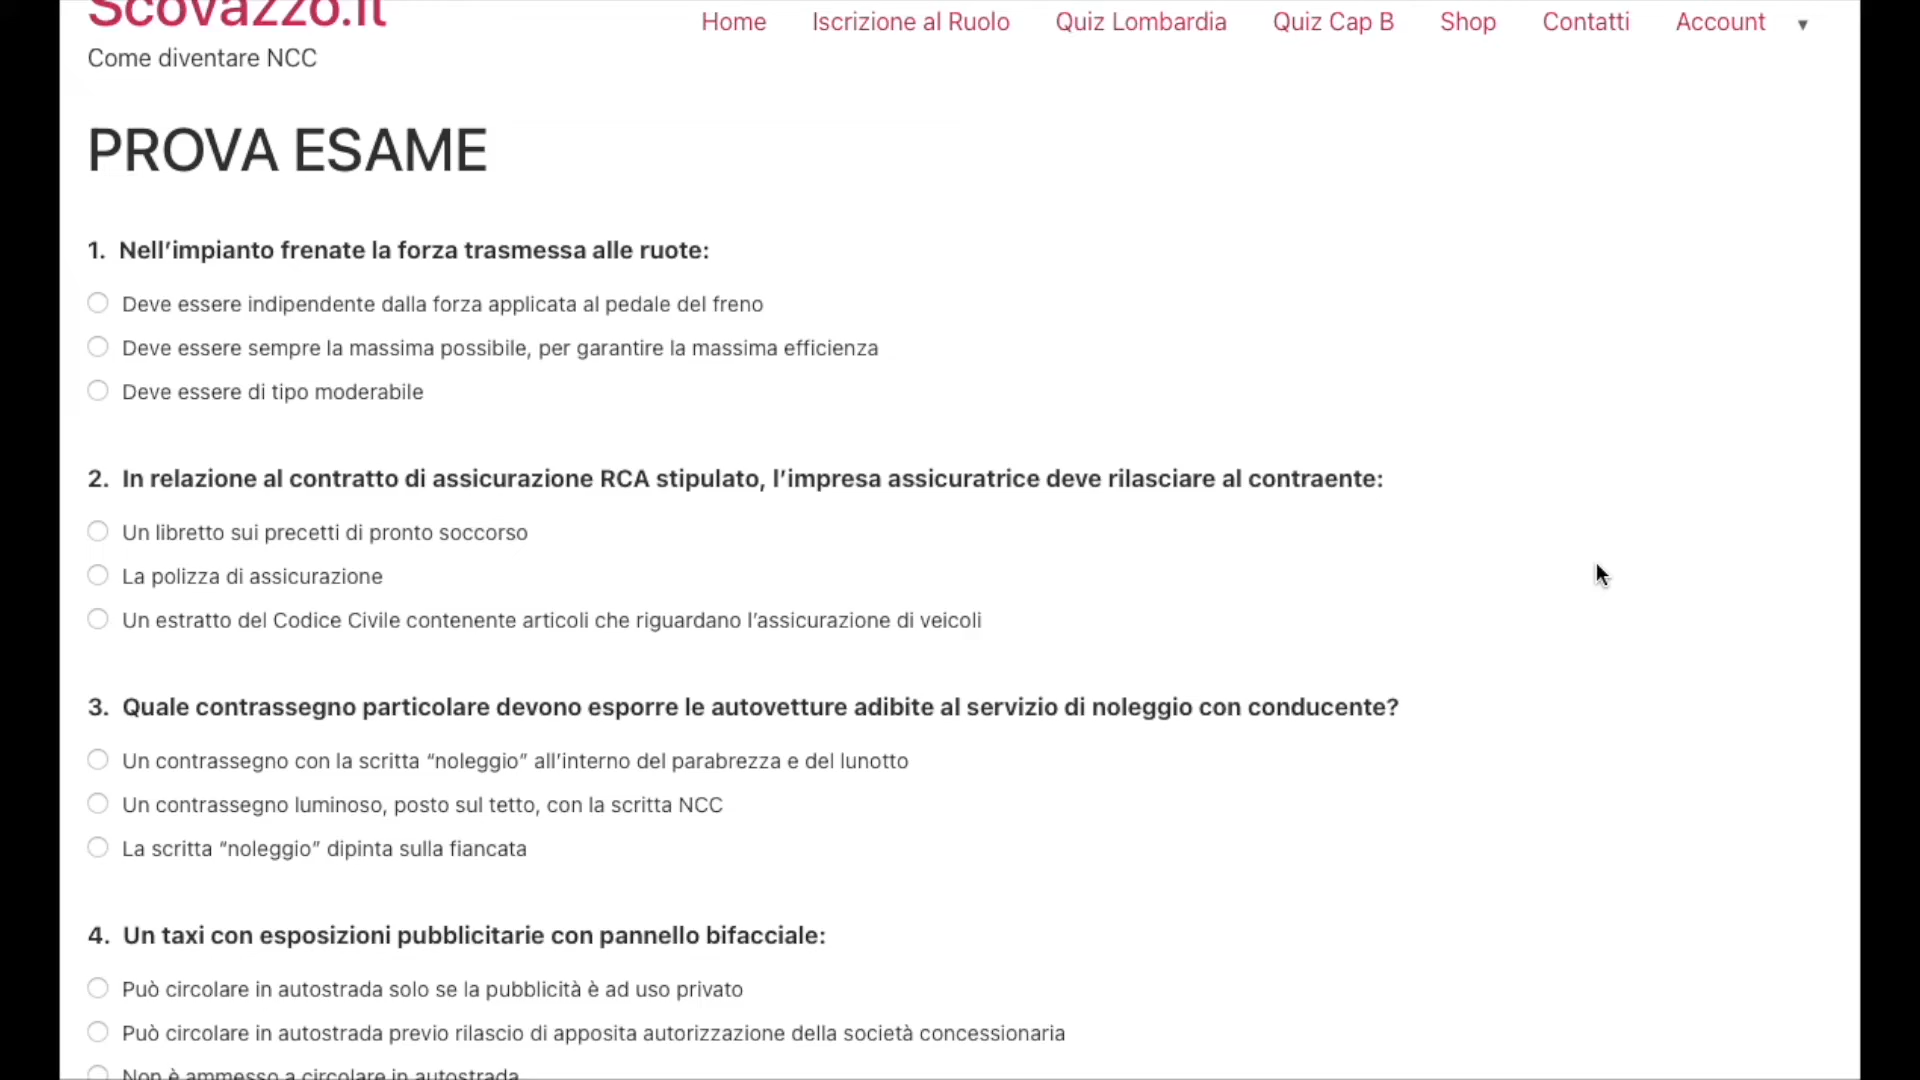 Scovazzo.it
Home Iscrizione al Ruolo Quiz Lombardia Quiz Cap B Shop Contatti Account
Come diventare NCC
PROVA ESAME
1. Nell’impianto frenate la forza trasmessa alle ruote:
Deve essere indipendente dalla forza applicata al pedale del freno
Deve essere sempre la massima possibile, per garantire la massima efficienza
Deve essere di tipo moderabile
2. In relazione al contratto di assicurazione RCA stipulato, l’impresa assicuratrice deve rilasciare al contraente:
Un libretto sui precetti di pronto soccorso
La polizza di assicurazione
Un estratto del Codice Civile contenente articoli che riguardano l’assicurazione di veicoli
3. Quale contrassegno particolare devono esporre le autovetture adibite al servizio di noleggio con conducente?
Un contrassegno con la scritta “noleggio” all’interno del parabrezza e del lunotto
Un contrassegno luminoso, posto sul tetto, con la scritta NCC
La scritta “noleggio” dipinta sulla fiancata
4. Un taxi con esposizioni pubblicitarie con pannello bifacciale:
Può circolare in autostrada solo se la pubblicità è ad uso privato
Può circolare in autostrada previo rilascio di apposita autorizzazione della società concessionaria
Non è ammesso a circolare in autostrada